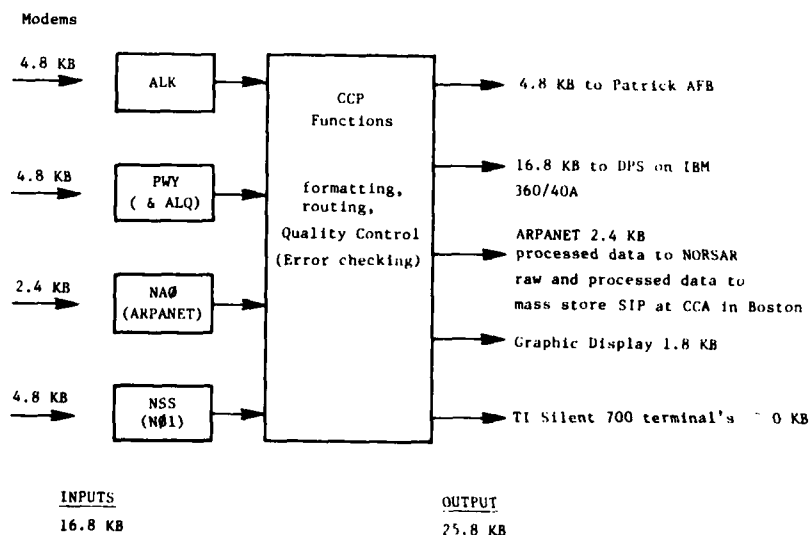 Modems
4.8 KB
ALK
4.8 KB
PWY
( & ALQ)
2.4 KB
NAØ
(ARPANET)
4.8 KB
NSS
(NØ1)
CCP
Functions
formatting,
routing,
Quality Control
(Error checking)
4.8 KB to Patrick AFB
16.8 KB to DPS on IBM
360/40A
ARPANET 2.4 KB
processed data to NORSAR
raw and processed data to
mass store SIP at CCA in Boston
Graphic Display 1.8 KB
TI Silent 700 terminal's ~ 0 KB
INPUTS
16.8 KB
OUTPUT
25.8 KB